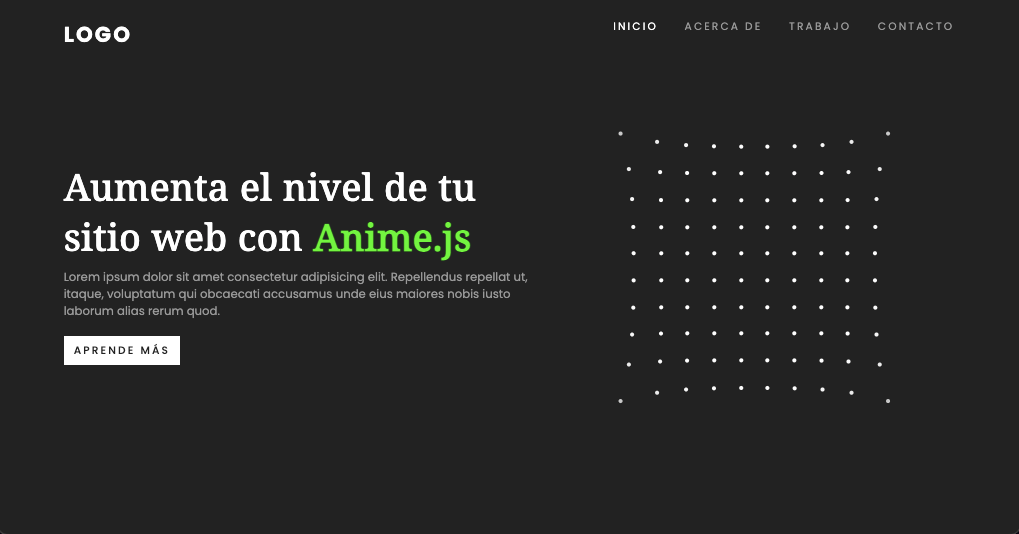 LOGO
INICIO ACERCA DE TRABAJO CONTACTO
Aumenta el nivel de tu
sitio web con Anime.js
Lorem ipsum dolor sit amet consectetur adipisicing elit. Repellendus repellat ut,
itaque, voluptatum qui obcaecati accusamus unde eius maiores nobis iusto
laborum alias rerum quod.
APRENDE MÁS